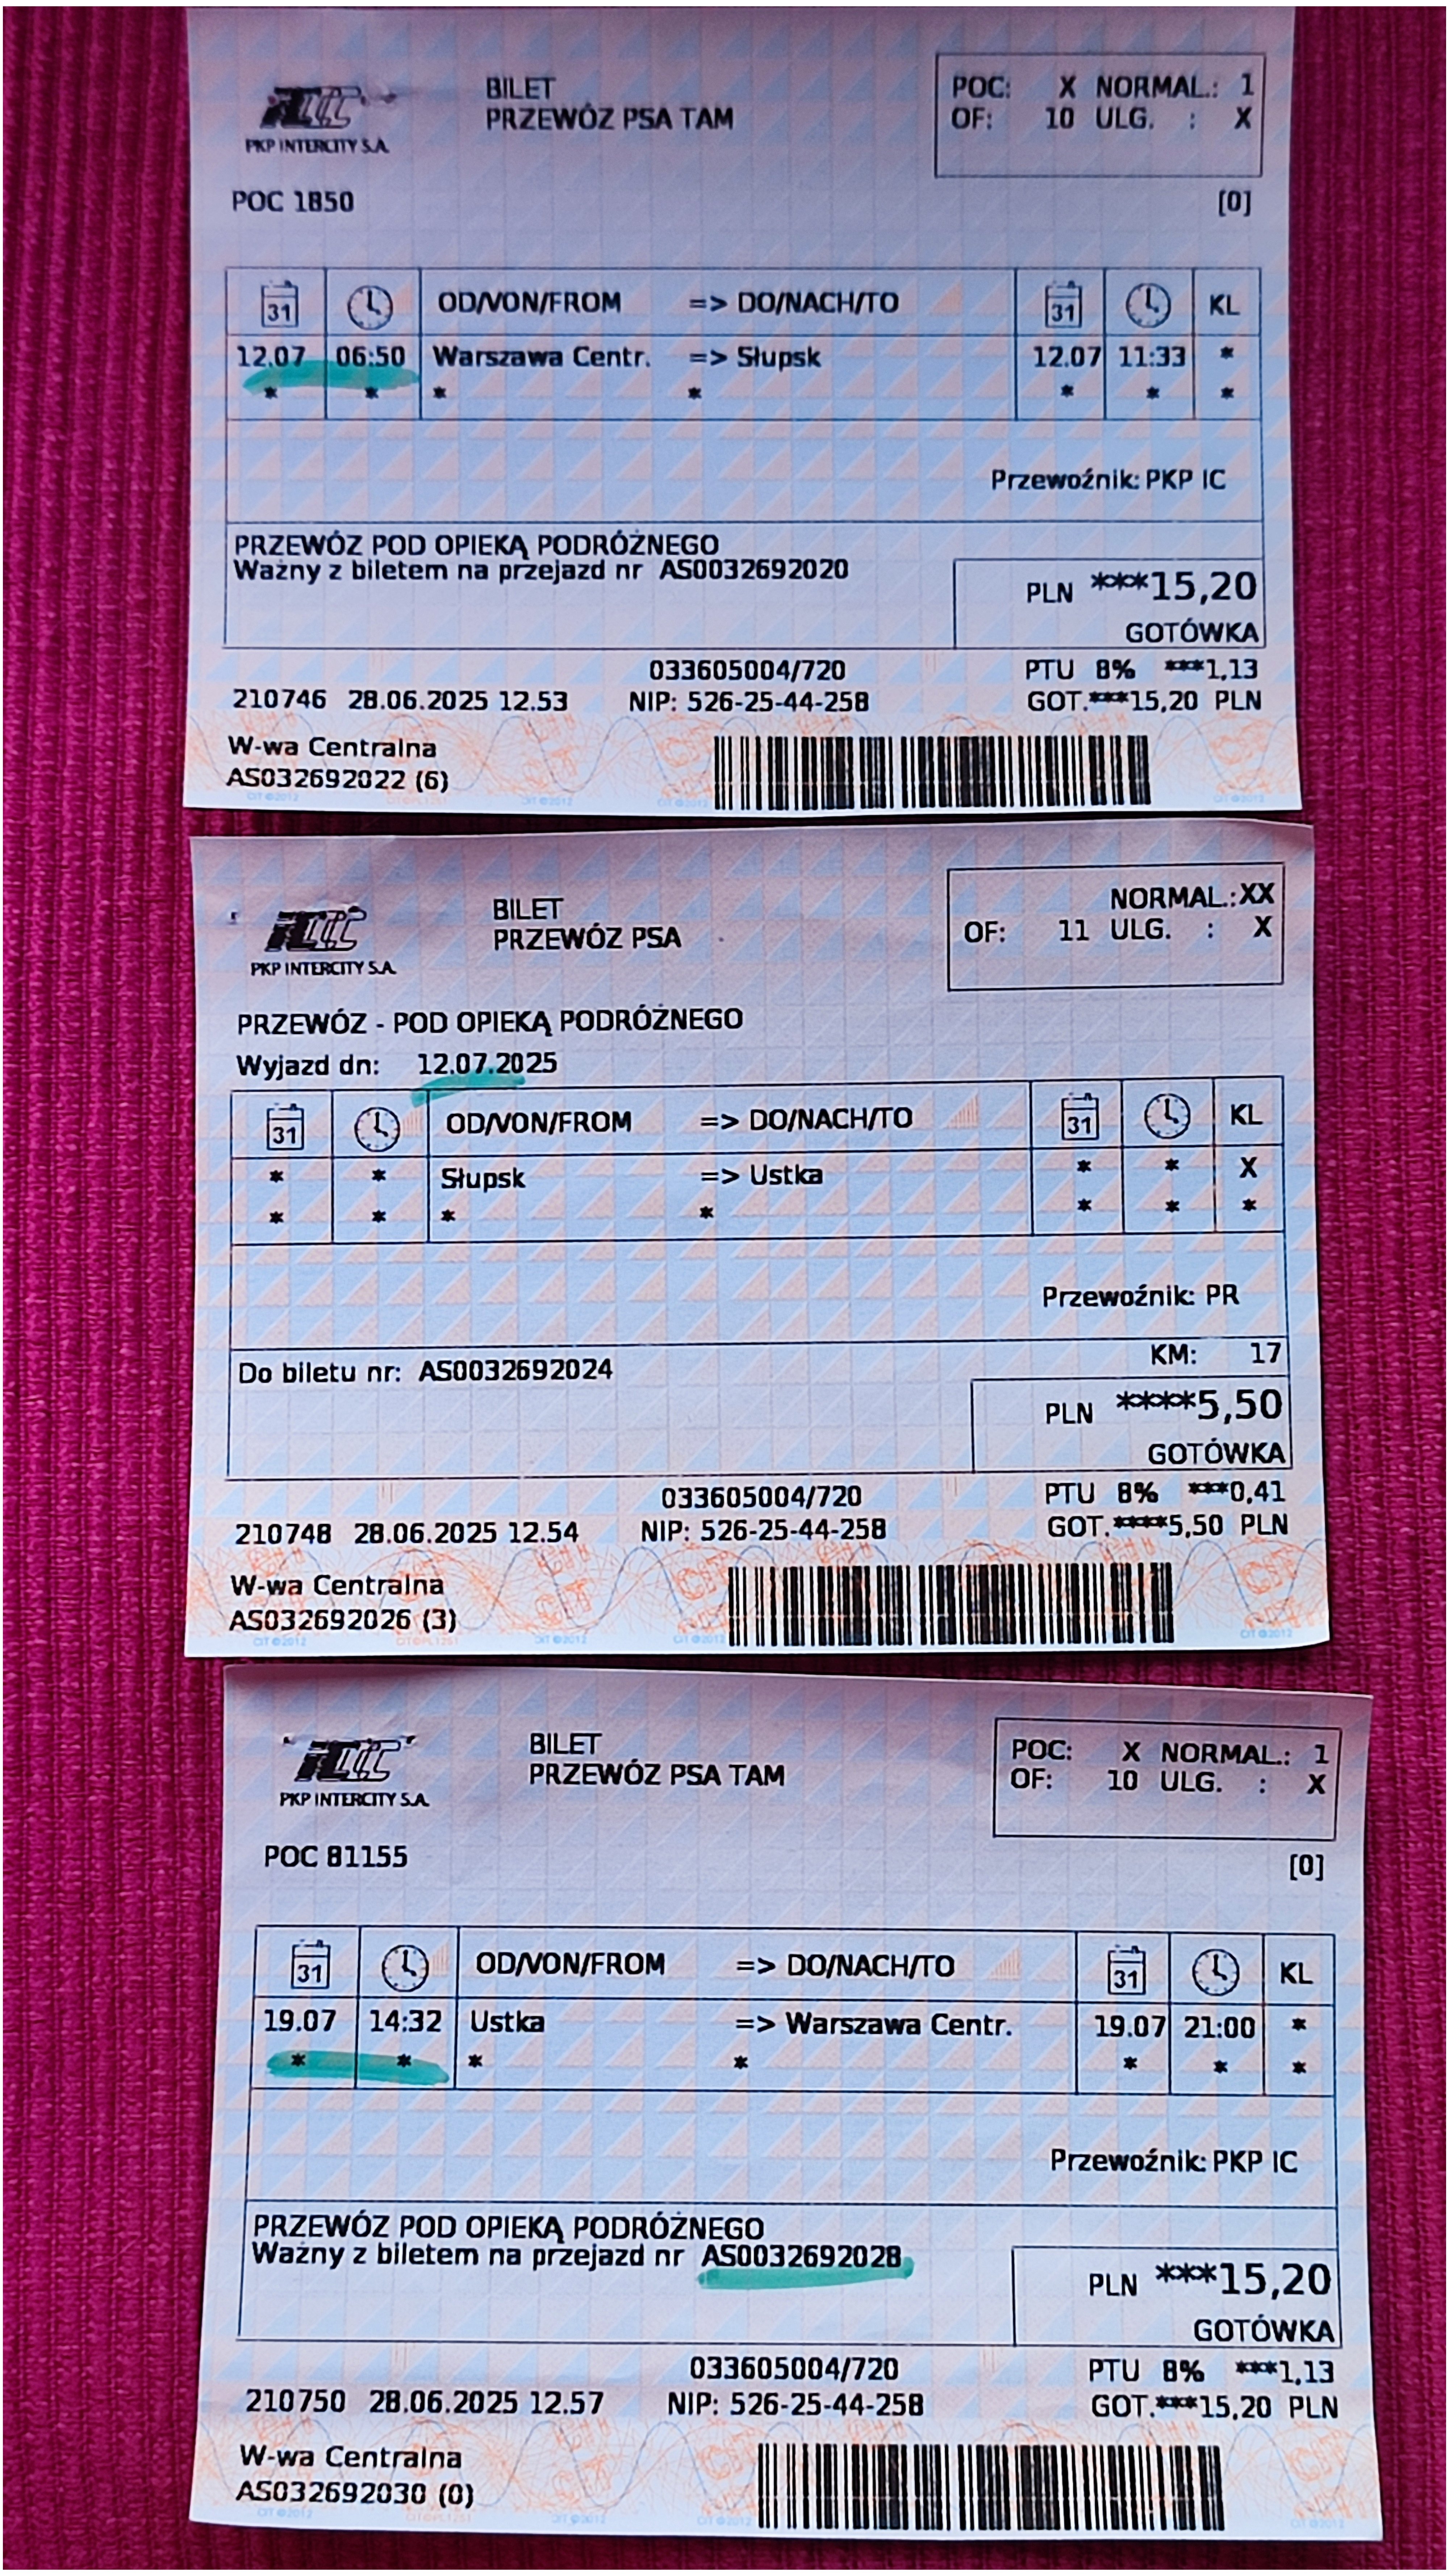 BILET
PRZEWÓZ PSA TAM
PKP INTERCITY S.A.
POC: X NORMAL.: 1
OF: 10 ULG. : X
POC 1850 [0]
31 OD/VON/FROM => DO/NACH/TO 31 KL
12.07 06:50 Warszawa Centr. => Słupsk 12.07 11:33 *
* * * * * * *
Przewoźnik: PKP IC
PRZEWÓZ POD OPIEKĄ PODRÓŻNEGO
Ważny z biletem na przejazd nr AS0032692020
PLN ***15,20
GOTÓWKA
033605004/720 PTU 8% ***1,13
210746 28.06.2025 12.53 NIP: 526-25-44-258 GOT.***15,20 PLN
W-wa Centralna
AS032692022 (6)
BILET
PRZEWÓZ PSA
PKP INTERCITY S.A.
NORMAL.:XX
OF: 11 ULG. : X
PRZEWÓZ - POD OPIEKĄ PODRÓŻNEGO
Wyjazd dn: 12.07.2025
31 OD/VON/FROM => DO/NACH/TO 31 KL
* * Słupsk => Ustka * * X
* * * * * * *
Przewoźnik: PR
KM: 17
Do biletu nr: AS0032692024
PLN ****5,50
GOTÓWKA
033605004/720 PTU 8% ***0,41
210748 28.06.2025 12.54 NIP: 526-25-44-258 GOT.****5,50 PLN
W-wa Centralna
AS032692026 (3)
BILET
PRZEWÓZ PSA TAM
PKP INTERCITY S.A.
POC: X NORMAL.: 1
OF: 10 ULG. : X
POC 81155 [0]
31 OD/VON/FROM => DO/NACH/TO 31 KL
19.07 14:32 Ustka => Warszawa Centr. 19.07 21:00 *
* * * * * * *
Przewoźnik: PKP IC
PRZEWÓZ POD OPIEKĄ PODRÓŻNEGO
Ważny z biletem na przejazd nr AS0032692028
PLN ***15,20
GOTÓWKA
033605004/720 PTU 8% ***1,13
210750 28.06.2025 12.57 NIP: 526-25-44-258 GOT.***15,20 PLN
W-wa Centralna
AS032692030 (0)